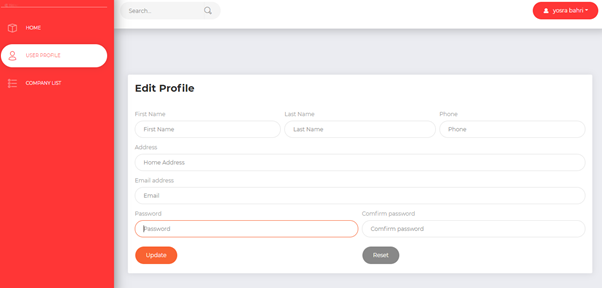 Search...
yosra bahri
HOME
USER PROFILE
COMPANY LIST
Edit Profile
First Name Last Name Phone
First Name Last Name Phone
Address
Home Address
Email address
Email
Password Comfirm password
Password Comfirm password
Update Reset